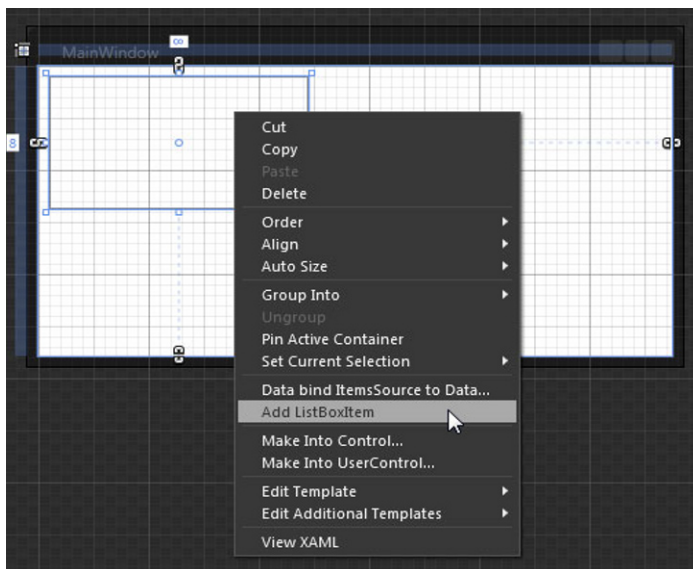 MainWindow
8
8
Cut
Copy
Paste
Delete
Order
Align
Auto Size
Group Into
Ungroup
Pin Active Container
Set Current Selection
Data bind ItemsSource to Data...
Add ListBoxItem
Make Into Control...
Make Into UserControl...
Edit Template
Edit Additional Templates
View XAML